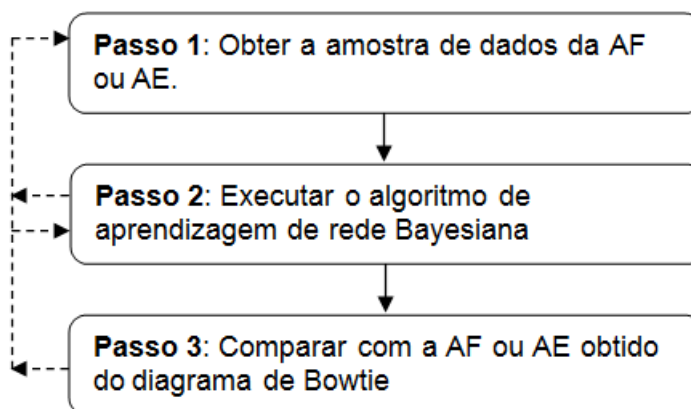 Passo 1: Obter a amostra de dados da AF
ou AE.
Passo 2: Executar o algoritmo de
aprendizagem de rede Bayesiana
Passo 3: Comparar com a AF ou AE obtido
do diagrama de Bowtie